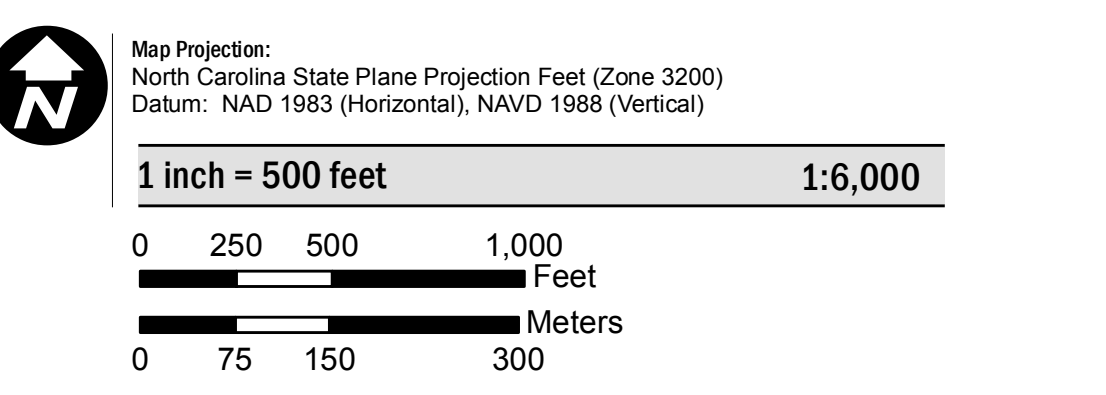 N
Map Projection:
North Carolina State Plane Projection Feet (Zone 3200)
Datum:  NAD 1983 (Horizontal), NAVD 1988 (Vertical)
1 inch = 500 feet 1:6,000
0 250 500 1,000
Feet
Meters
0 75 150 300